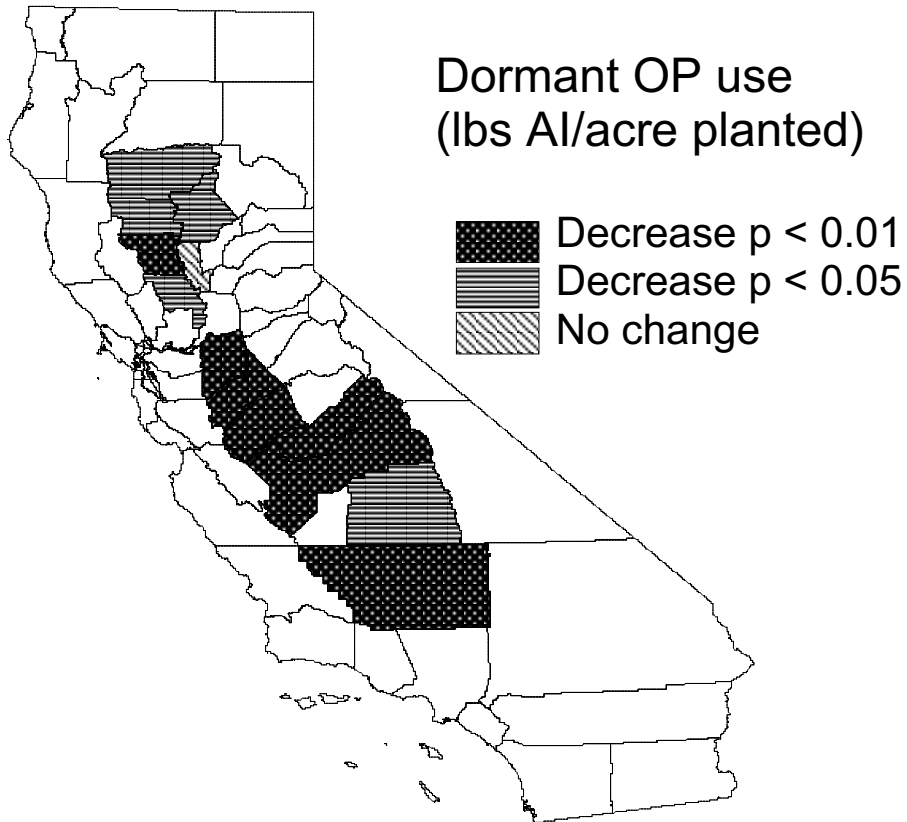 Dormant OP use
(lbs AI/acre planted)
Decrease p < 0.01
Decrease p < 0.05
No change